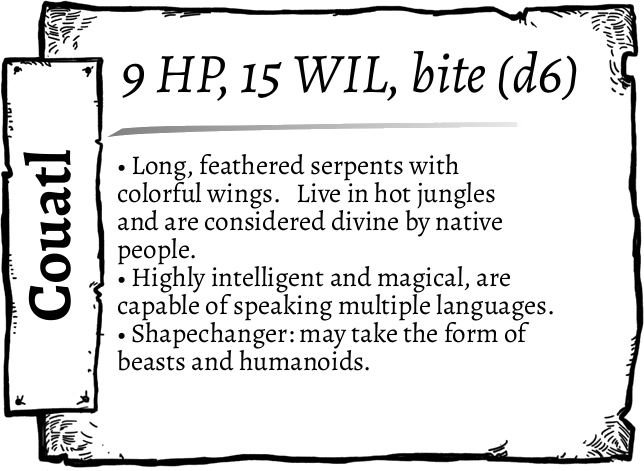 Couatl
9 HP, 15 WIL, bite (d6)
• Long, feathered serpents with
colorful wings. Live in hot jungles
and are considered divine by native
people.
• Highly intelligent and magical, are
capable of speaking multiple languages.
• Shapechanger: may take the form of
beasts and humanoids.